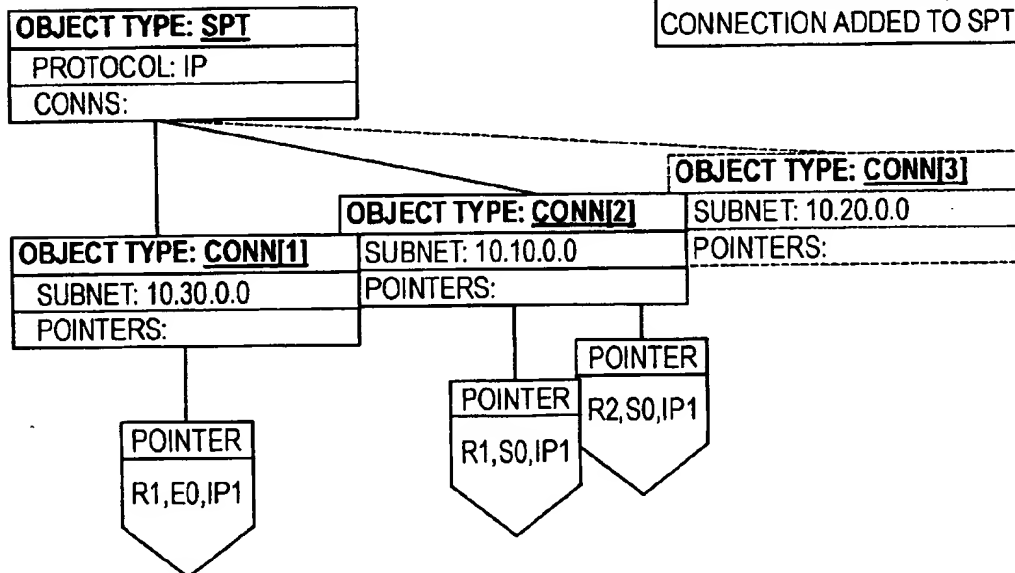 CONNECTION ADDED TO SPT
OBJECT TYPE: SPT
PROTOCOL: IP
CONNS:
OBJECT TYPE: CONN[3]
SUBNET: 10.20.0.0
POINTERS:
OBJECT TYPE: CONN[2]
SUBNET: 10.10.0.0
POINTERS:
OBJECT TYPE: CONN[1]
SUBNET: 10.30.0.0
POINTERS:
POINTER
R2,S0,IP1
POINTER
R1,S0,IP1
POINTER
R1,E0,IP1